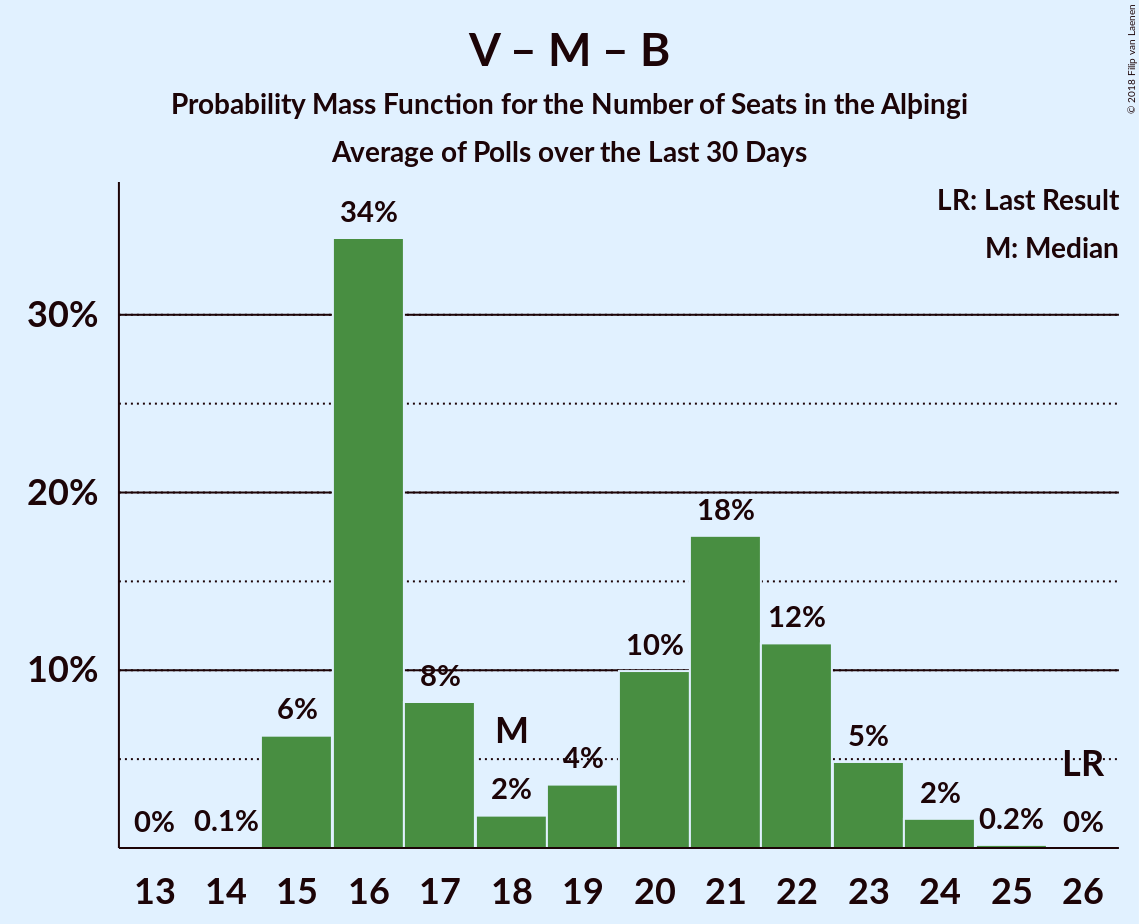 V – M – B
Probability Mass Function for the Number of Seats in the Alþingi
Average of Polls over the Last 30 Days
© 2018 Filip van Laenen
LR: Last Result
M: Median
34%
30%
20%
18%
12%
10%
10%
8%
6%
M
4%
5%
LR
2%
2%
0%
0.1%
0.2%
0%
13 14 15 16 17 18 19 20 21 22 23 24 25 26